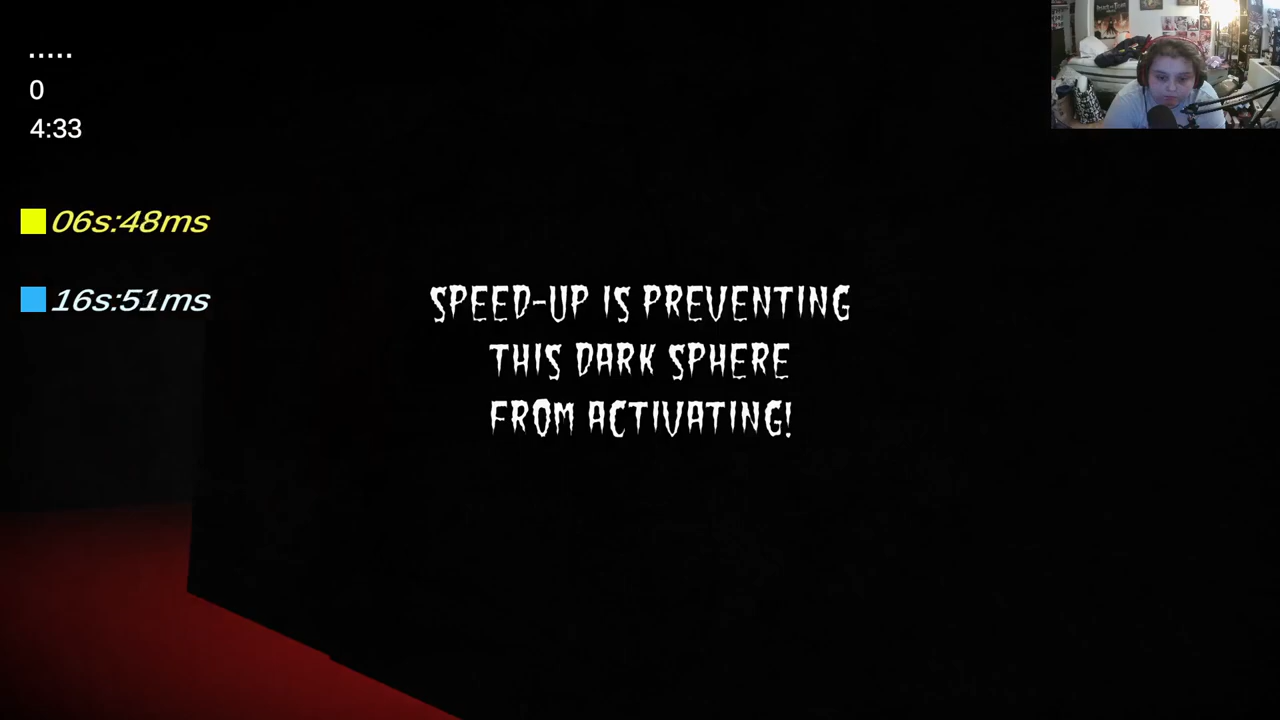 .....
0
4:33
06s:48ms
16s:51ms
SPEED-UP IS PREVENTING
THIS DARK SPHERE
FROM ACTIVATING!